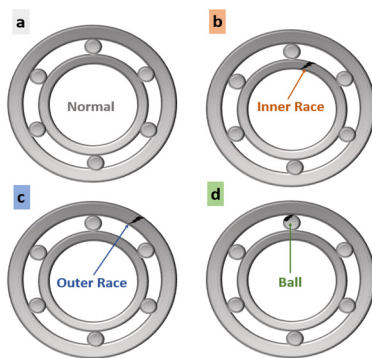 a
b
Normal
Inner Race
c
d
Outer Race
Ball